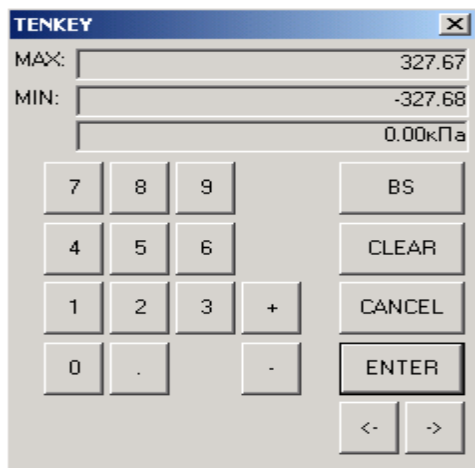 TENKEY
MAX: 327.67
MIN: -327.68
0.00кПа
7 8 9 BS
4 5 6 CLEAR
1 2 3 + CANCEL
0 . - ENTER
<- ->